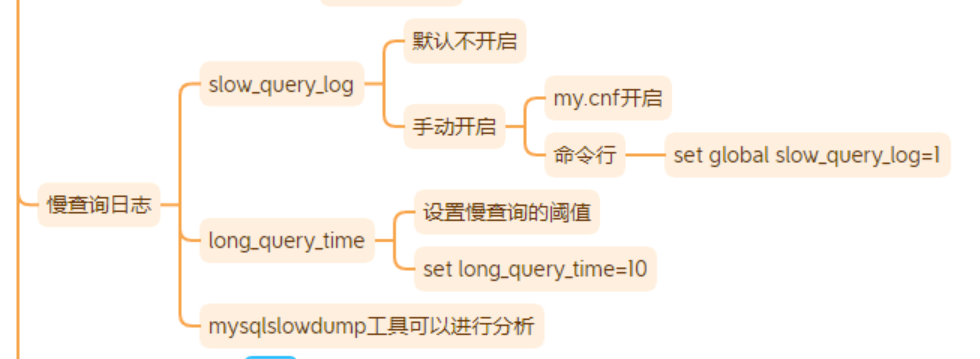 默认不开启
slow_query_log
my.cnf开启
手动开启
命令行
set global slow_query_log=1
慢查询日志
设置慢查询的阈值
long_query_time
set long_query_time=10
mysqlslowdump工具可以进行分析